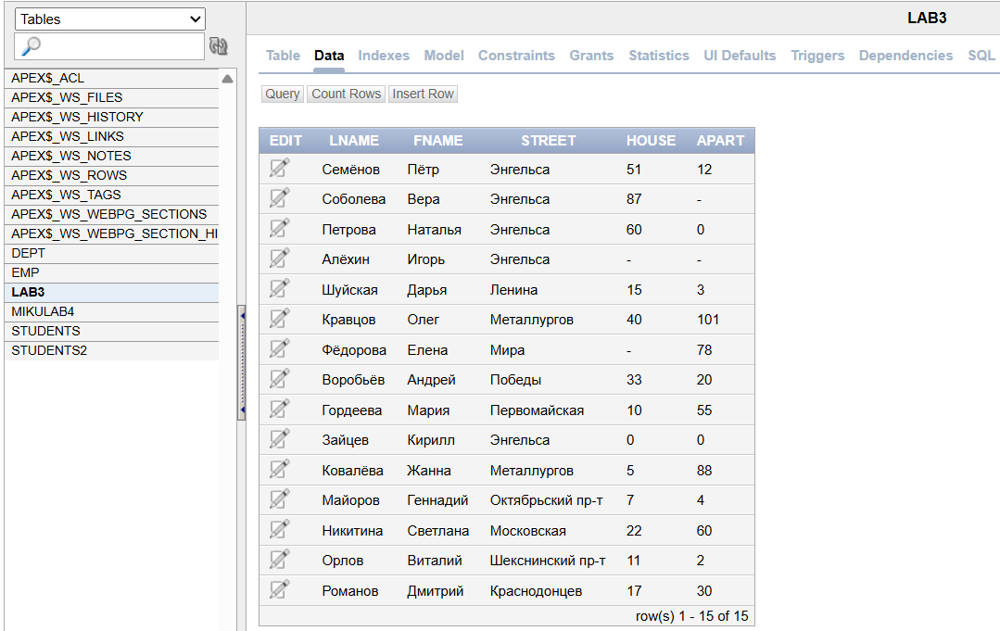 Tables
APEX$_ACL
APEX$_WS_FILES
APEX$_WS_HISTORY
APEX$_WS_LINKS
APEX$_WS_NOTES
APEX$_WS_ROWS
APEX$_WS_TAGS
APEX$_WS_WEBPG_SECTIONS
APEX$_WS_WEBPG_SECTION_HI
DEPT
EMP
LAB3
MIKULAB4
STUDENTS
STUDENTS2
LAB3
Table Data Indexes Model Constraints Grants Statistics UI Defaults Triggers Dependencies SQL
Query Count Rows Insert Row
EDIT LNAME FNAME STREET HOUSE APART
Семёнов Пётр Энгельса 51 12
Соболева Вера Энгельса 87 -
Петрова Наталья Энгельса 60 0
Алёхин Игорь Энгельса - -
Шуйская Дарья Ленина 15 3
Кравцов Олег Металлургов 40 101
Фёдорова Елена Мира - 78
Воробьёв Андрей Победы 33 20
Гордеева Мария Первомайская 10 55
Зайцев Кирилл Энгельса 0 0
Ковалёва Жанна Металлургов 5 88
Майоров Геннадий Октябрьский пр-т 7 4
Никитина Светлана Московская 22 60
Орлов Виталий Шекснинский пр-т 11 2
Романов Дмитрий Краснодонцев 17 30
row(s) 1 - 15 of 15